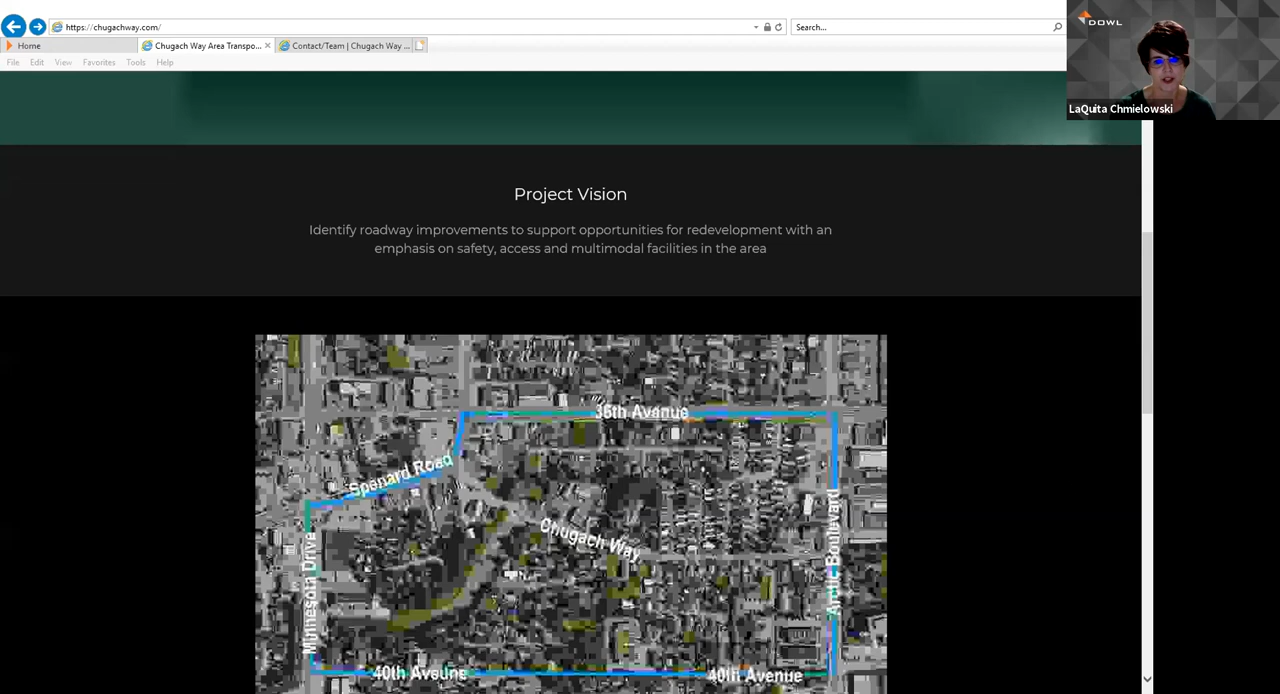 https://chugachway.com/
Search...
Home
Chugach Way Area Transpo...
Contact/Team | Chugach Way ...
File Edit View Favorites Tools Help
DOWL
LaQuita Chmielowski
Project Vision
Identify roadway improvements to support opportunities for redevelopment with an
emphasis on safety, access and multimodal facilities in the area
36th Avenue
Spenard Road
Chugach Way
Minnesota Drive
Arctic Boulevard
40th Avenue
40th Avenue